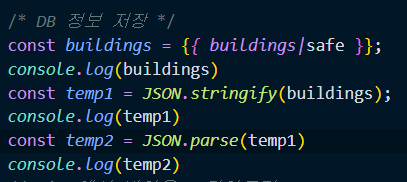 /* DB 정보 저장 */
const buildings = {{ buildings|safe }};
console.log(buildings)
const temp1 = JSON.stringify(buildings);
console.log(temp1)
const temp2 = JSON.parse(temp1)
console.log(temp2)